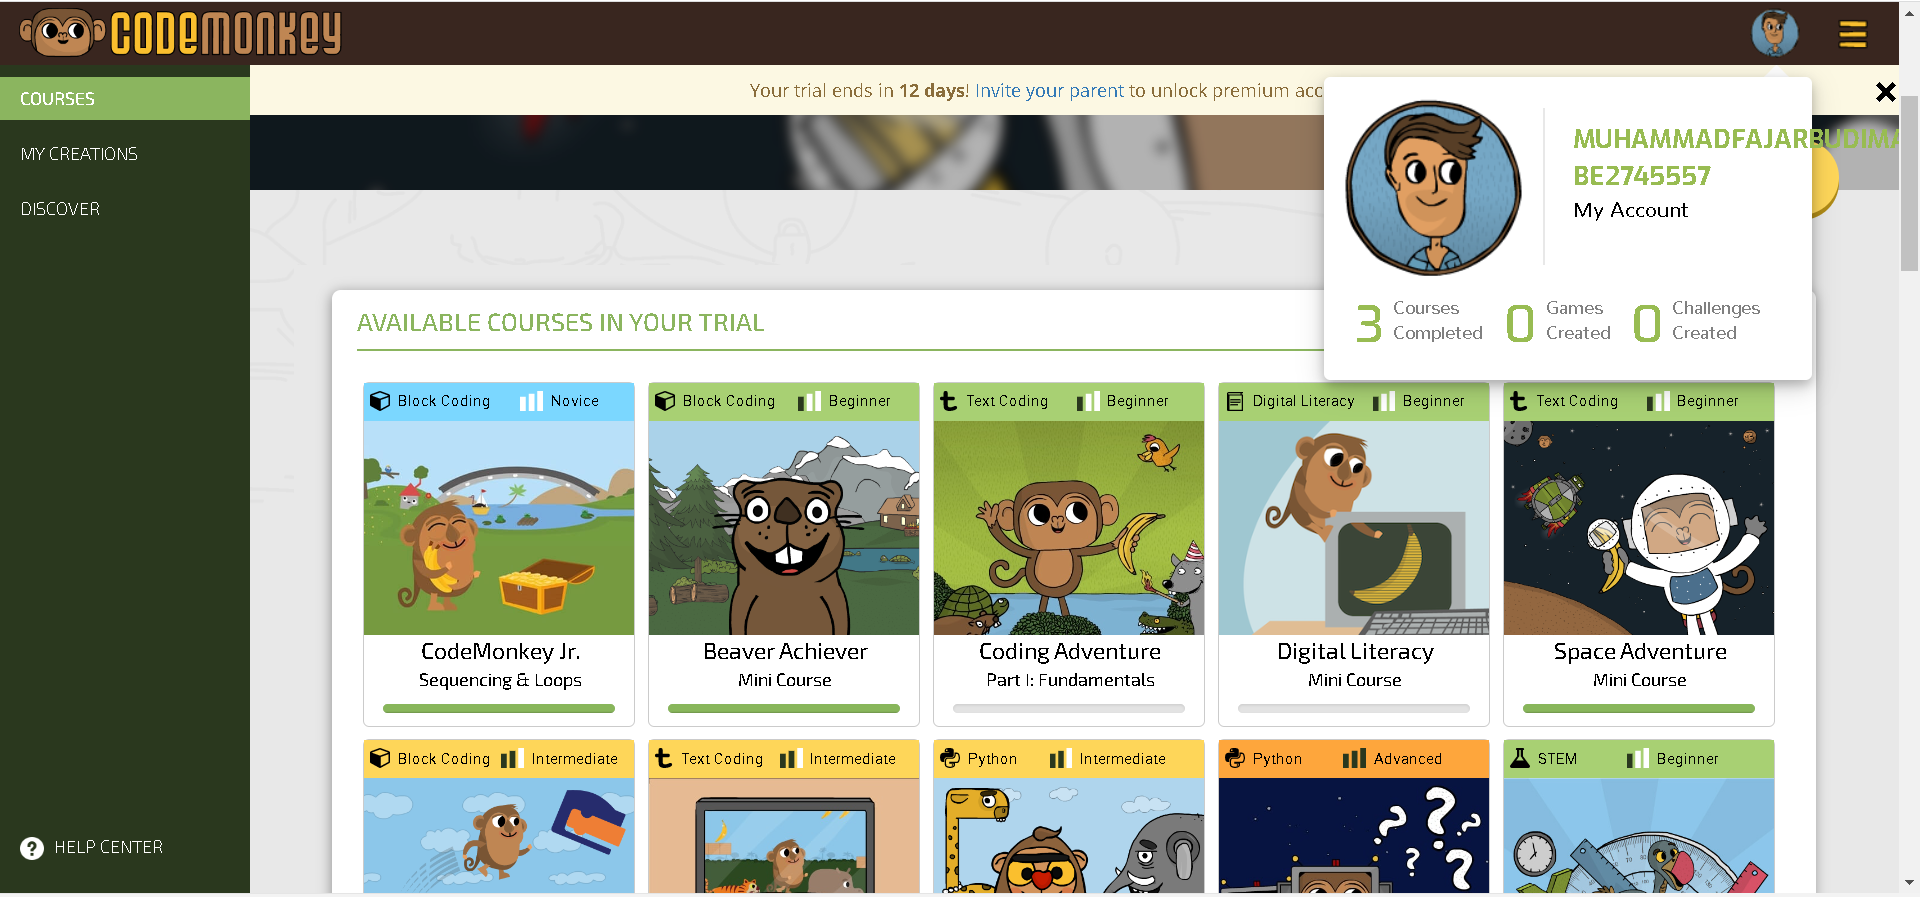 CODEMONKEY
COURSES
MY CREATIONS
DISCOVER
HELP CENTER
Your trial ends in 12 days! Invite your parent to unlock premium acc
MUHAMMADFAJARBUDIMA
BE2745557
My Account
3 Courses Completed
0 Games Created
0 Challenges Created
AVAILABLE COURSES IN YOUR TRIAL
Block Coding Novice
CodeMonkey Jr.
Sequencing & Loops
Block Coding Beginner
Beaver Achiever
Mini Course
Text Coding Beginner
Coding Adventure
Part I: Fundamentals
Digital Literacy Beginner
Digital Literacy
Mini Course
Text Coding Beginner
Space Adventure
Mini Course
Block Coding Intermediate
Text Coding Intermediate
Python Intermediate
Python Advanced
STEM Beginner